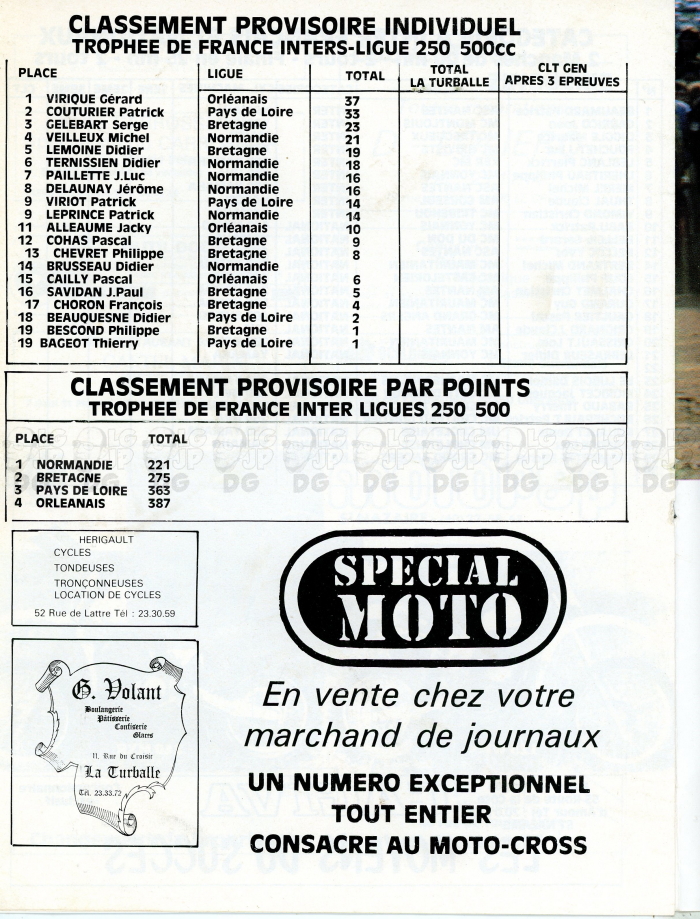 CLASSEMENT PROVISOIRE INDIVIDUEL
TROPHEE DE FRANCE INTERS-LIGUE 250 500cc
PLACE LIGUE TOTAL TOTAL LA TURBALLE CLT GEN APRES 3 EPREUVES
1 VIRIQUE Gérard Orléanais 37
2 COUTURIER Patrick Pays de Loire 33
3 GELEBART Serge Bretagne 23
4 VEILLEUX Michel Normandie 21
5 LEMOINE Didier Bretagne 19
6 TERNISSIEN Didier Normandie 18
7 PAILLETTE J.Luc Normandie 16
8 DELAUNAY Jérôme Normandie 16
9 VIRIOT Patrick Pays de Loire 14
9 LEPRINCE Patrick Normandie 14
11 ALLEAUME Jacky Orléanais 10
12 COHAS Pascal Bretagne 9
13 CHEVRET Philippe Bretagne 8
14 BRUSSEAU Didier Normandie
15 CAILLY Pascal Orléanais 6
16 SAVIDAN J.Paul Bretagne 5
17 CHORON François Bretagne 4
18 BEAUQUESNE Didier Pays de Loire 2
19 BESCOND Philippe Bretagne 1
19 BAGEOT Thierry Pays de Loire 1
CLASSEMENT PROVISOIRE PAR POINTS
TROPHEE DE FRANCE INTER LIGUES 250 500
PLACE TOTAL
1 NORMANDIE 221
2 BRETAGNE 275
3 PAYS DE LOIRE 363
4 ORLEANAIS 387
HERIGAULT
CYCLES
TONDEUSES
TRONÇONNEUSES
LOCATION DE CYCLES
52 Rue de Lattre Tél : 23.30.59
G. Volant
Boulangerie
Pâtisserie
Confiserie
Glaces
11, Rue du Croisic
La Turballe
Tél. 23.33.72
SPECIAL
MOTO
En vente chez votre
marchand de journaux
UN NUMERO EXCEPTIONNEL
TOUT ENTIER
CONSACRE AU MOTO-CROSS